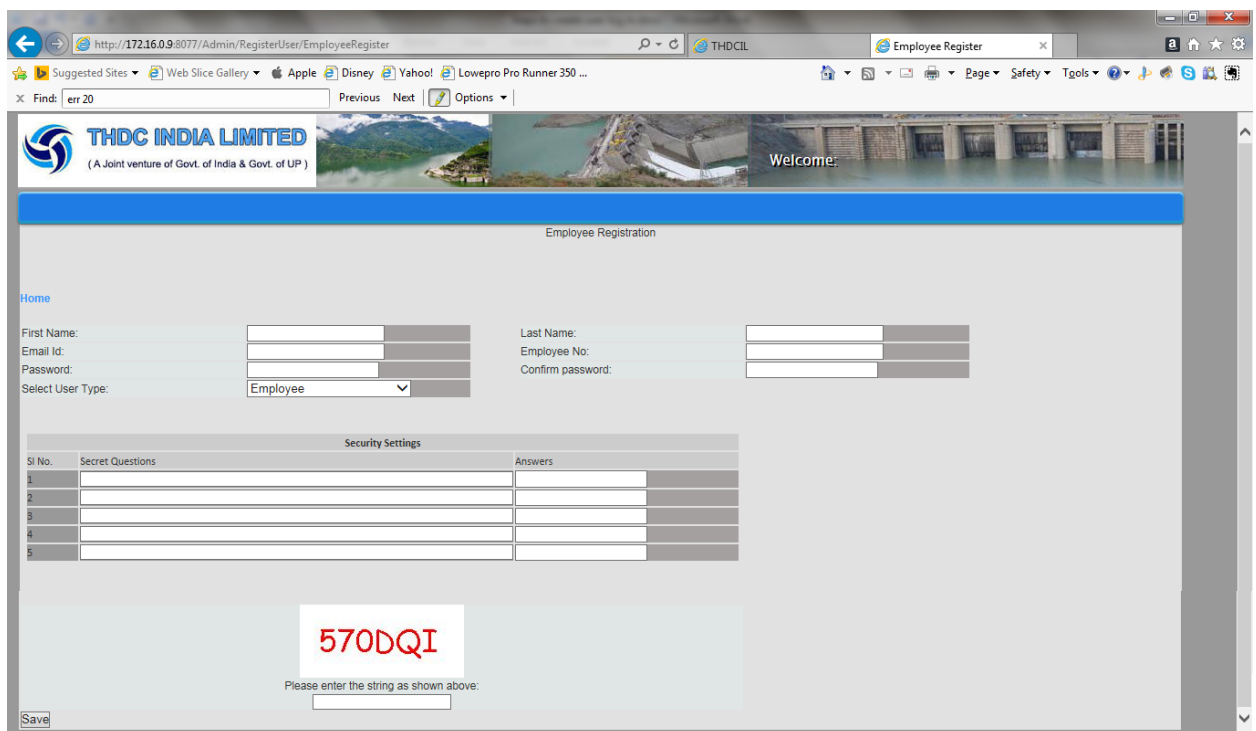 http://172.16.0.9:8077/Admin/RegisterUser/EmployeeRegister THDCIL Employee Register
Suggested Sites Web Slice Gallery Apple Disney Yahoo! Lowepro Pro Runner 350 ... Page Safety Tools
Find: err 20 Previous Next Options
THDC INDIA LIMITED
( A Joint venture of Govt. of India & Govt. of UP )
Welcome:
Employee Registration
Home
First Name: Last Name:
Email Id: Employee No:
Password: Confirm password:
Select User Type: Employee
Security Settings
Sl No. Secret Questions Answers
1
2
3
4
5
570DQI
Please enter the string as shown above:
Save